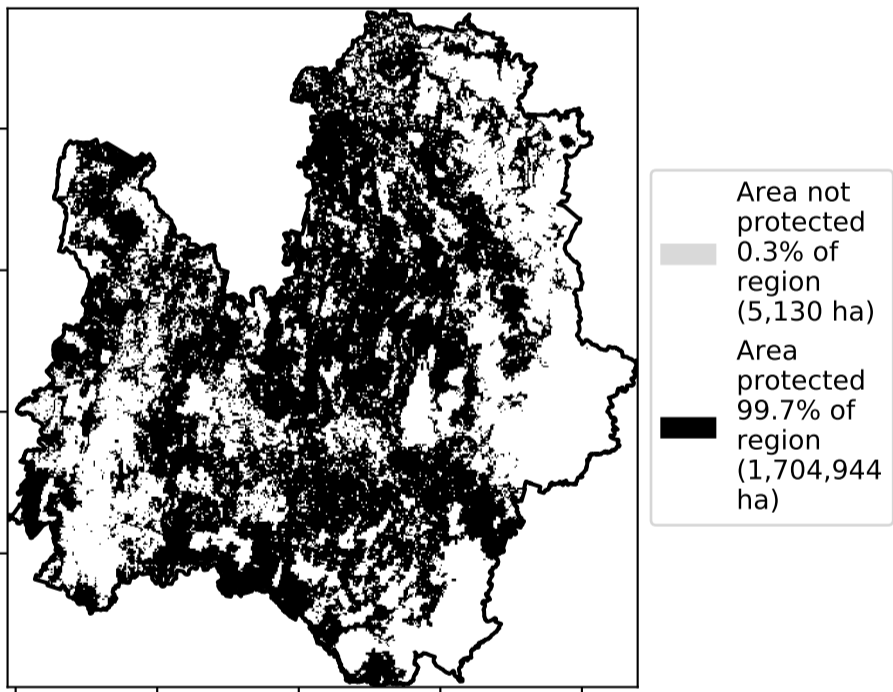 Area not
protected
0.3% of
region
(5,130 ha)
Area
protected
99.7% of
region
(1,704,944
ha)